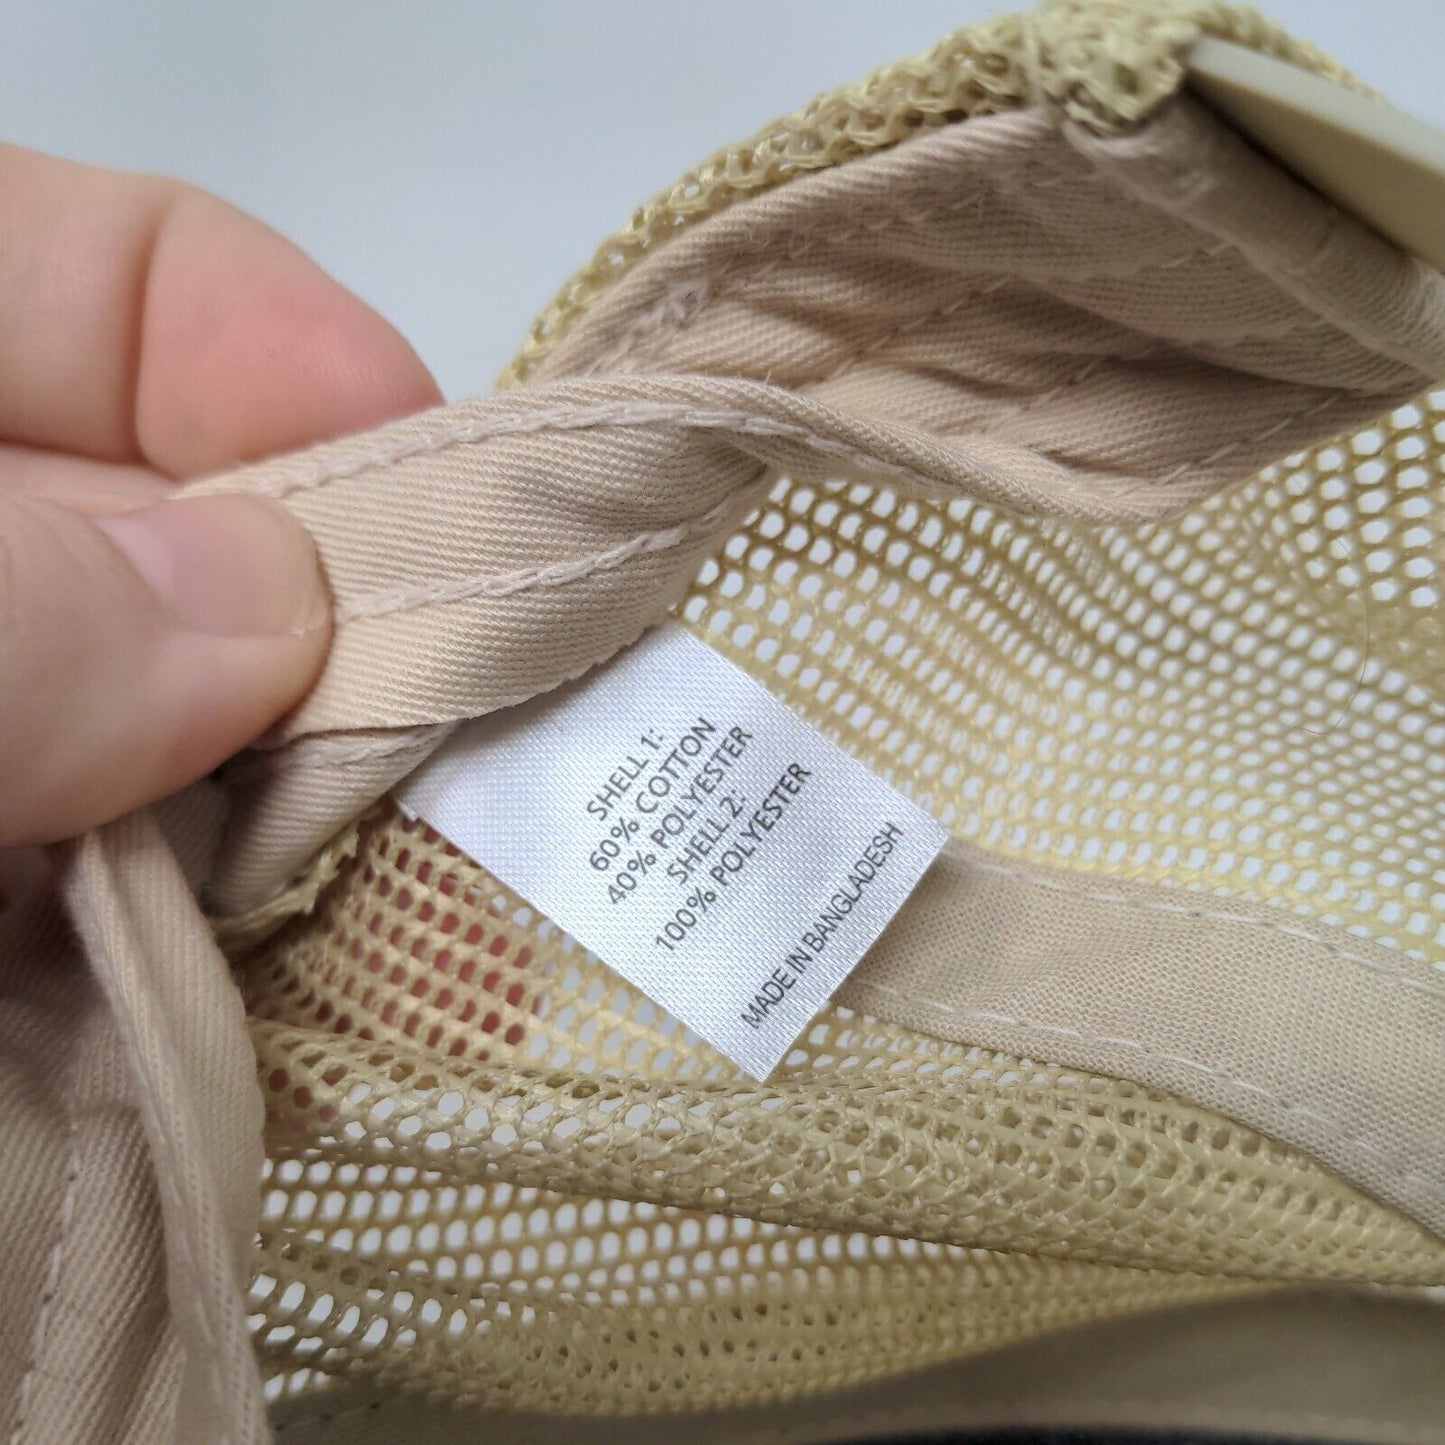 SHELL 1:
60% COTTON
40% POLYESTER
SHELL 2:
100% POLYESTER
MADE IN BANGLADESH